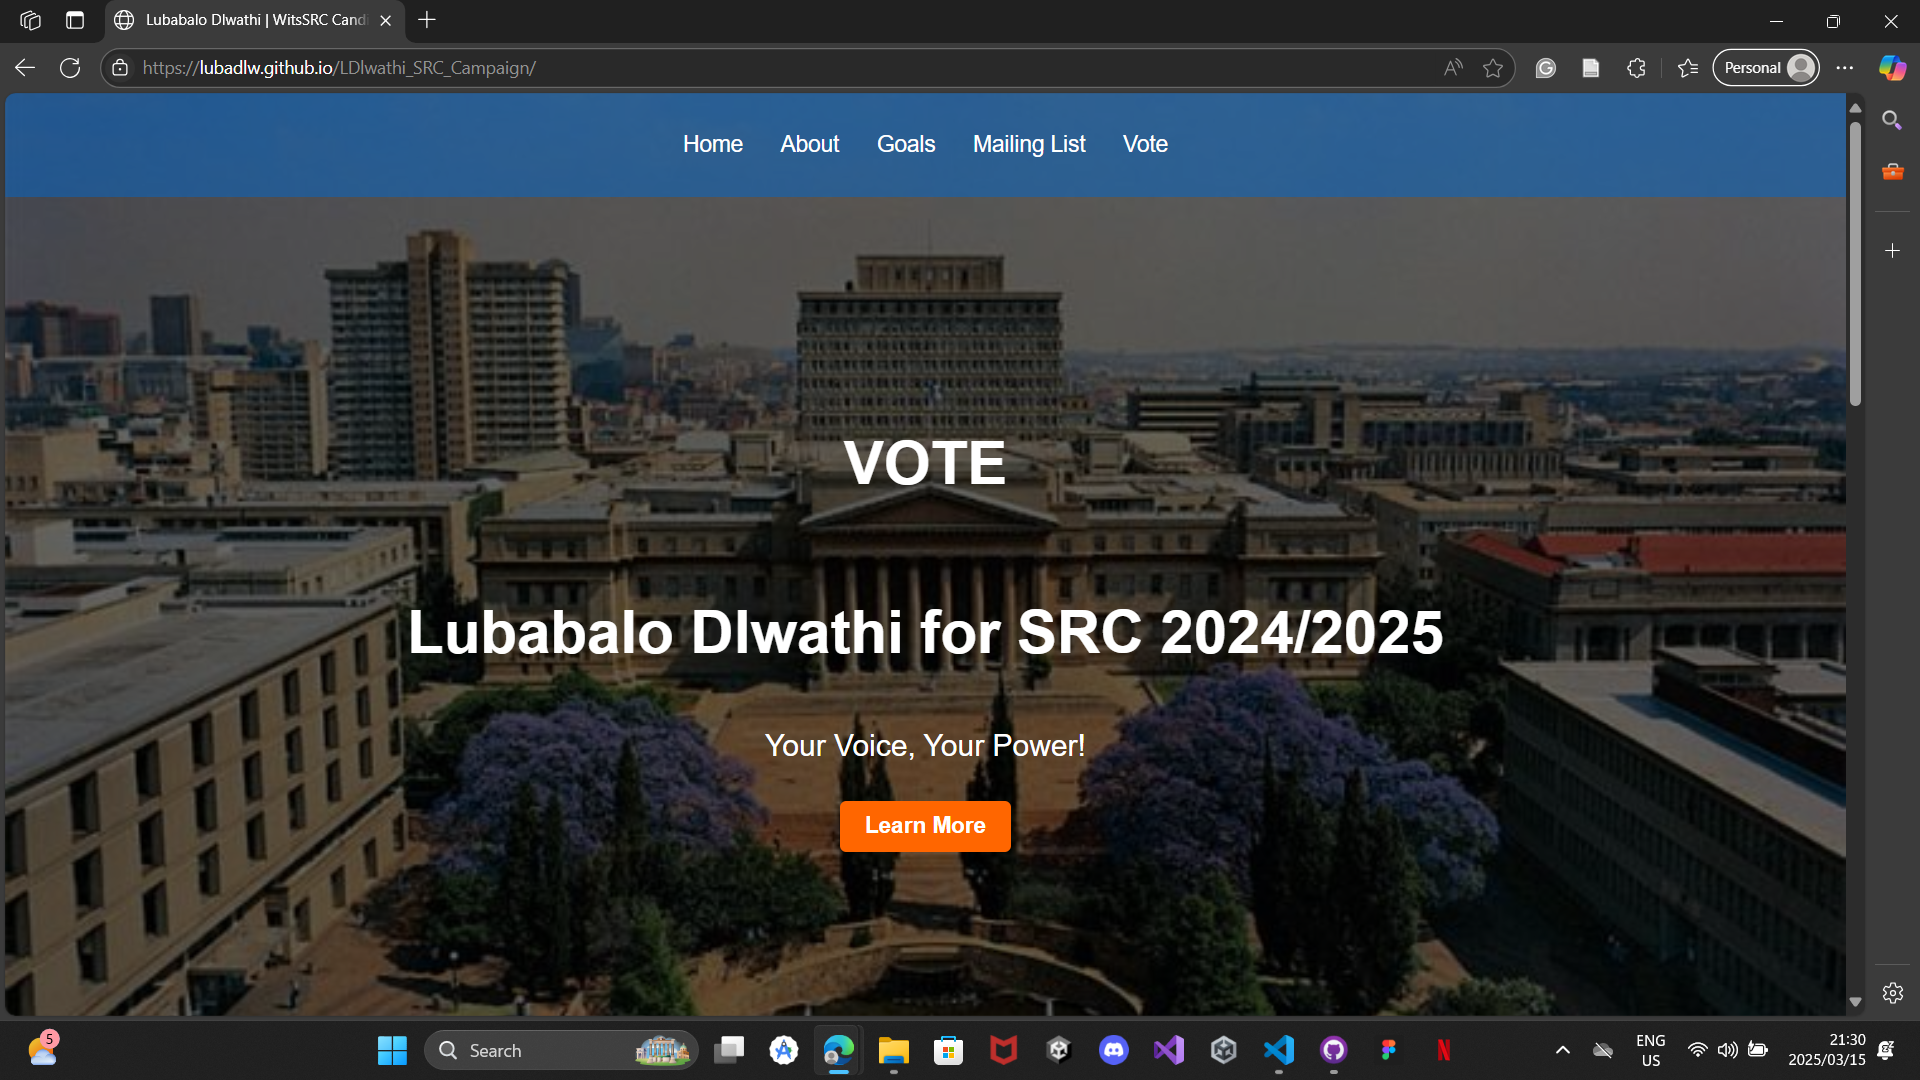 Lubabalo Dlwathi | WitsSRC Candi
https://lubadlw.github.io/LDlwathi_SRC_Campaign/
Personal
Home About Goals Mailing List Vote
VOTE
Lubabalo Dlwathi for SRC 2024/2025
Your Voice, Your Power!
Learn More
5
Search
ENG
US
21:30
2025/03/15